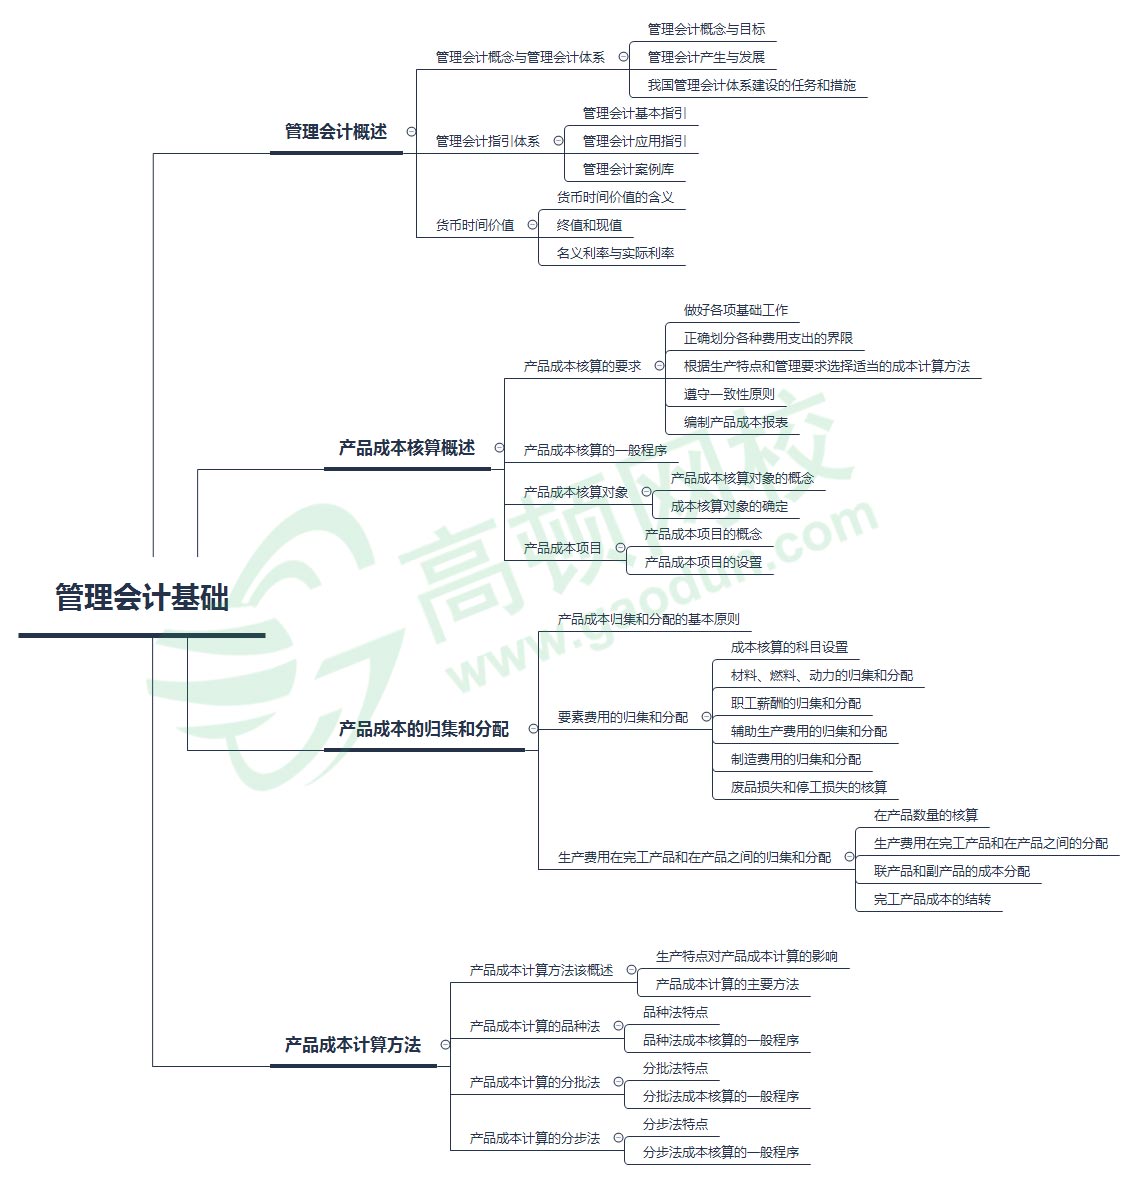 管理会计基础
管理会计概述
管理会计概念与管理会计体系
管理会计概念与目标
管理会计产生与发展
我国管理会计体系建设的任务和措施
管理会计指引体系
管理会计基本指引
管理会计应用指引
管理会计案例库
货币时间价值
货币时间价值的含义
终值和现值
名义利率与实际利率
产品成本核算概述
产品成本核算的要求
做好各项基础工作
正确划分各种费用支出的界限
根据生产特点和管理要求选择适当的成本计算方法
遵守一致性原则
编制产品成本报表
产品成本核算的一般程序
产品成本核算对象
产品成本核算对象的概念
成本核算对象的确定
产品成本项目
产品成本项目的概念
产品成本项目的设置
产品成本的归集和分配
产品成本归集和分配的基本原则
要素费用的归集和分配
成本核算的科目设置
材料、燃料、动力的归集和分配
职工薪酬的归集和分配
辅助生产费用的归集和分配
制造费用的归集和分配
废品损失和停工损失的核算
生产费用在完工产品和在产品之间的归集和分配
在产品数量的核算
生产费用在完工产品和在产品之间的分配
联产品和副产品的成本分配
完工产品成本的结转
产品成本计算方法
产品成本计算方法该概述
生产特点对产品成本计算的影响
产品成本计算的主要方法
产品成本计算的品种法
品种法特点
品种法成本核算的一般程序
产品成本计算的分批法
分批法特点
分批法成本核算的一般程序
产品成本计算的分步法
分步法特点
分步法成本核算的一般程序
高顿网校
www.gaodun.com